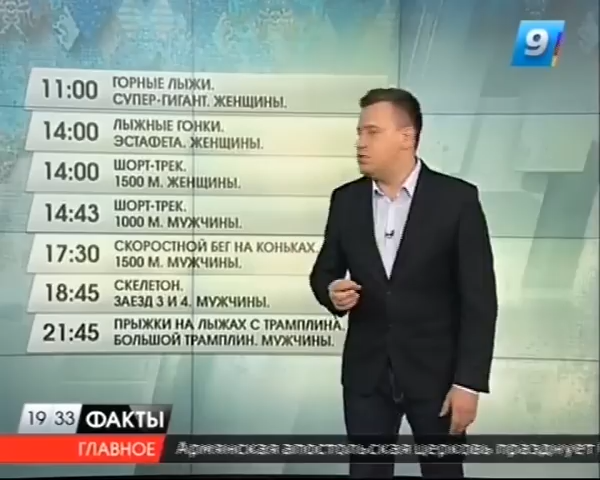 9
11:00 ГОРНЫЕ ЛЫЖИ.
СУПЕР-ГИГАНТ. ЖЕНЩИНЫ.
14:00 ЛЫЖНЫЕ ГОНКИ.
ЭСТАФЕТА. ЖЕНЩИНЫ.
14:00 ШОРТ-ТРЕК.
1500 М. ЖЕНЩИНЫ.
14:43 ШОРТ-ТРЕК.
1000 М. МУЖЧИНЫ.
17:30 СКОРОСТНОЙ БЕГ НА КОНЬКАХ.
1500 М. МУЖЧИНЫ.
18:45 СКЕЛЕТОН.
ЗАЕЗД 3 И 4. МУЖЧИНЫ.
21:45 ПРЫЖКИ НА ЛЫЖАХ С ТРАМПЛИНА.
БОЛЬШОЙ ТРАМПЛИН. МУЖЧИНЫ.
19 33 ФАКТЫ
ГЛАВНОЕ Армянская апостольская церковь празднует